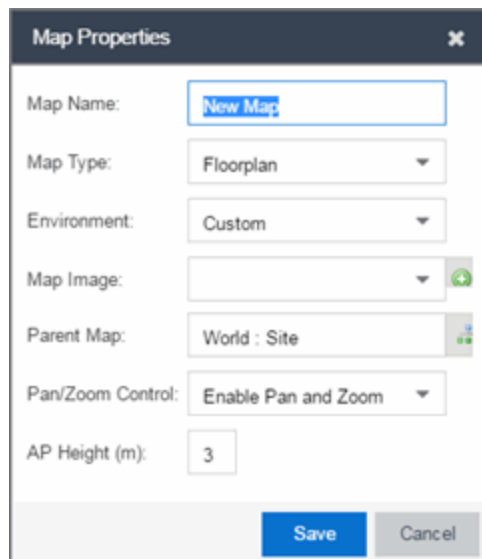 Map Properties
Map Name: New Map
Map Type: Floorplan
Environment: Custom
Map Image:
Parent Map: World : Site
Pan/Zoom Control: Enable Pan and Zoom
AP Height (m): 3
Save Cancel